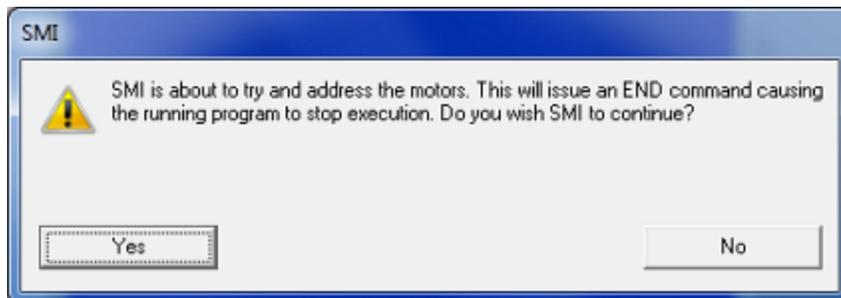 SMI
SMI is about to try and address the motors. This will issue an END command causing
the running program to stop execution. Do you wish SMI to continue?
Yes
No